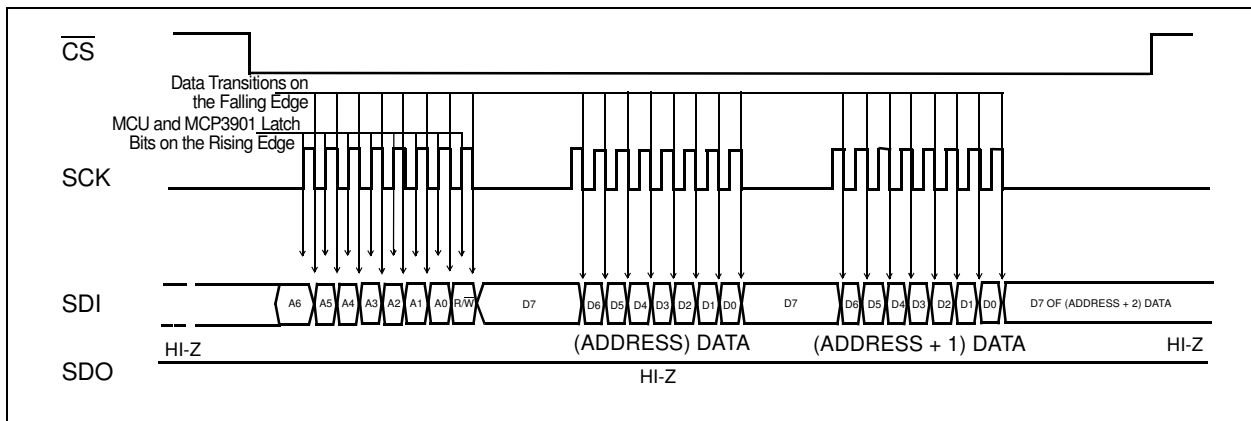 CS
Data Transitions on
the Falling Edge
MCU and MCP3901 Latch
Bits on the Rising Edge
SCK
SDI
A6 A5 A4 A3 A2 A1 A0 R/W D7 D6 D5 D4 D3 D2 D1 D0 D7 D6 D5 D4 D3 D2 D1 D0 D7 OF (ADDRESS + 2) DATA
HI-Z (ADDRESS) DATA (ADDRESS + 1) DATA HI-Z
SDO
HI-Z